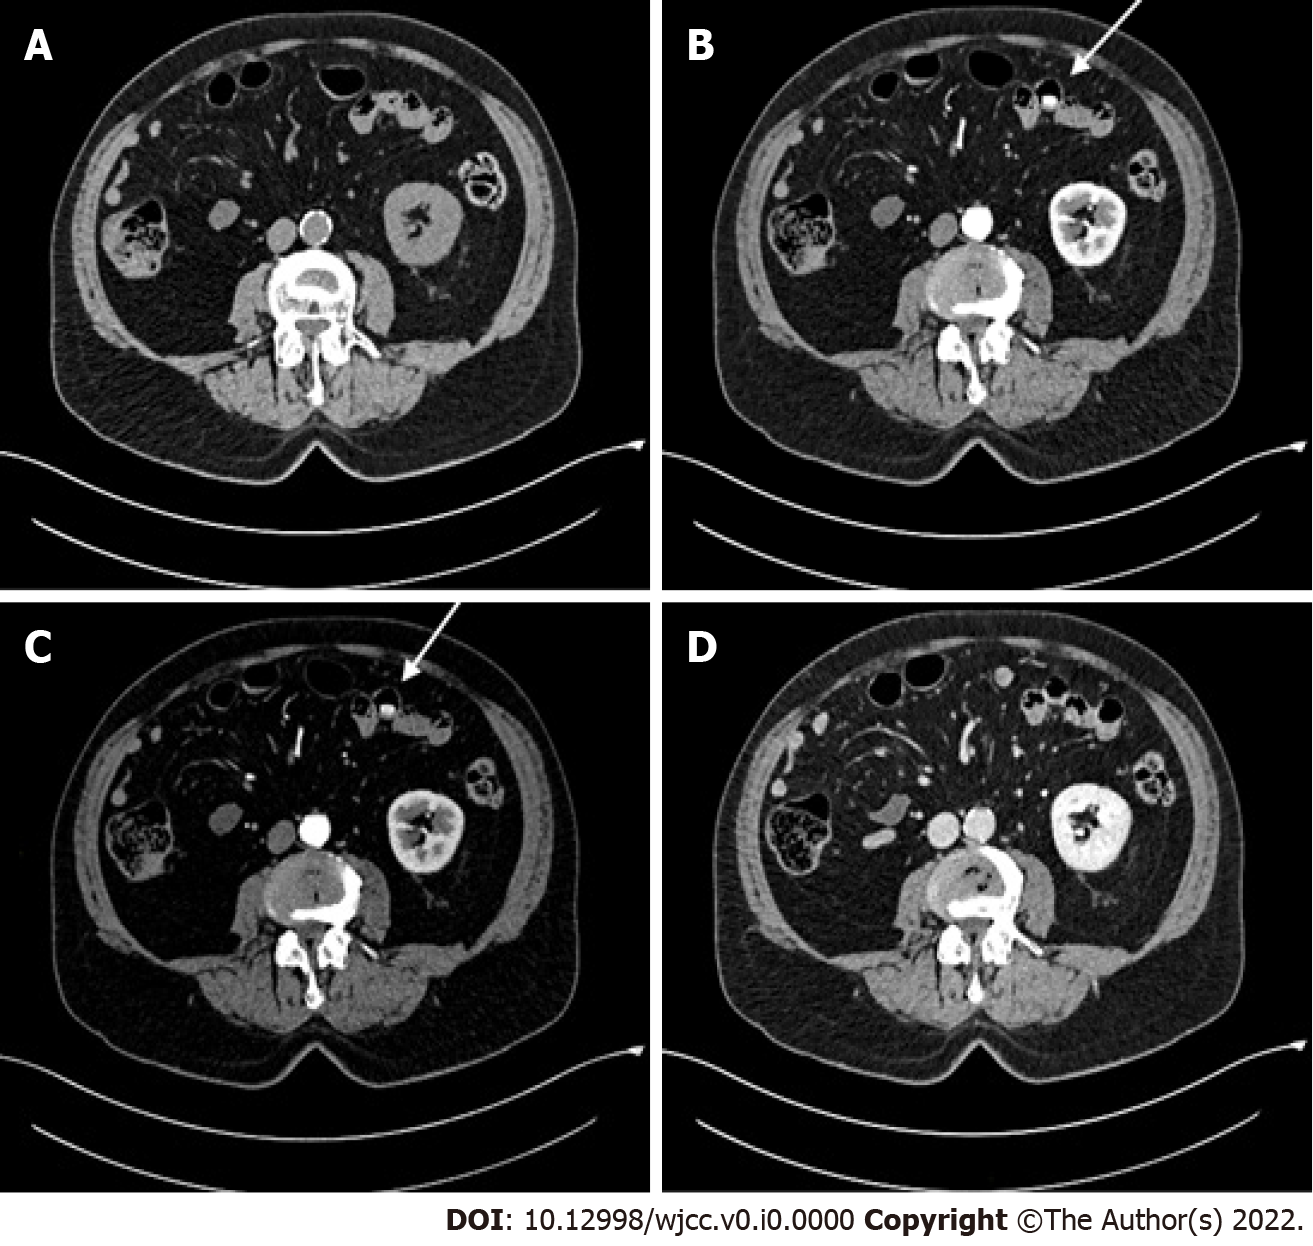 A
B
C
D
DOI: 10.12998/wjcc.v0.i0.0000 Copyright ©The Author(s) 2022.